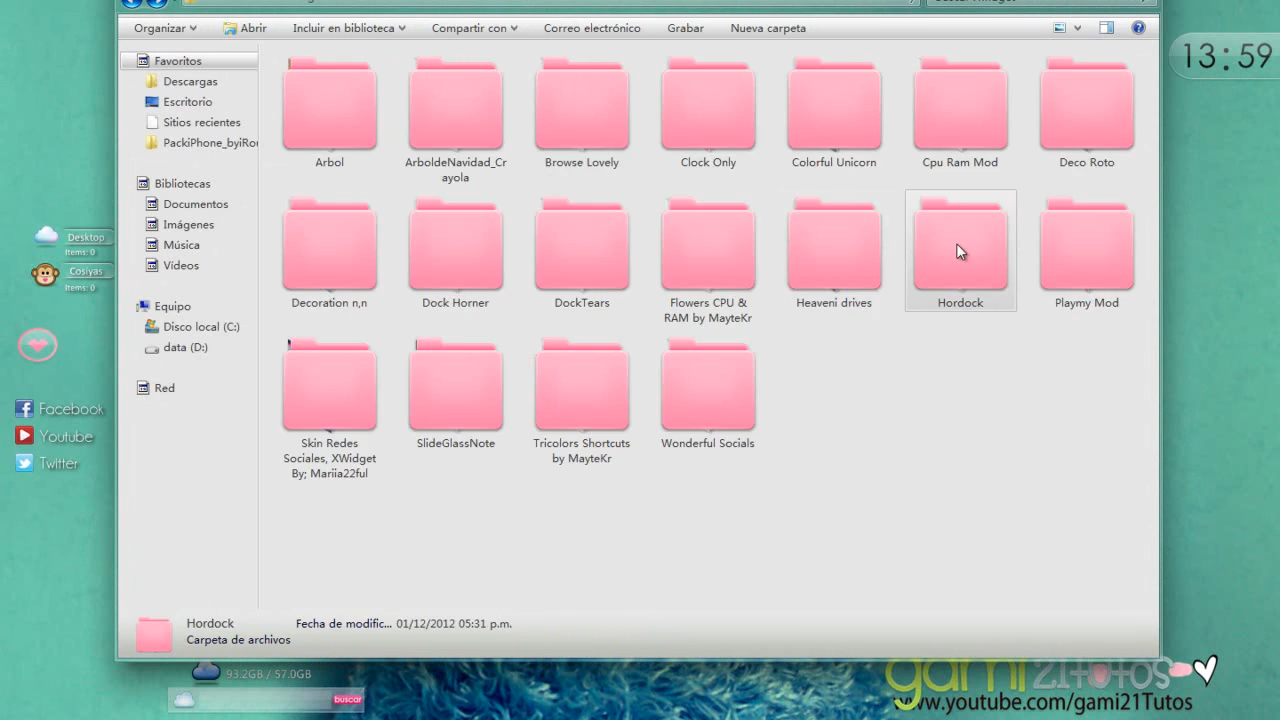 Organizar
Abrir
Incluir en biblioteca
Compartir con
Correo electrónico
Grabar
Nueva carpeta
13:59
Favoritos
Descargas
Escritorio
Sitios recientes
PackiPhone_byiRo
Bibliotecas
Documentos
Imágenes
Música
Vídeos
Equipo
Disco local (C:)
data (D:)
Red
Arbol
ArboldeNavidad_Cr
ayola
Browse Lovely
Clock Only
Colorful Unicorn
Cpu Ram Mod
Deco Roto
Decoration n,n
Dock Horner
DockTears
Flowers CPU &
RAM by MayteKr
Heaveni drives
Hordock
Playmy Mod
Skin Redes
Sociales, XWidget
By; Mariia22ful
SlideGlassNote
Tricolors Shortcuts
by MayteKr
Wonderful Socials
Desktop
Items: 0
Cosiyas
Items: 0
Facebook
Youtube
Twitter
Hordock
Fecha de modific... 01/12/2012 05:31 p.m.
Carpeta de archivos
93.2GB / 57.0GB
buscar
gami21Tutos
www.youtube.com/gami21Tutos